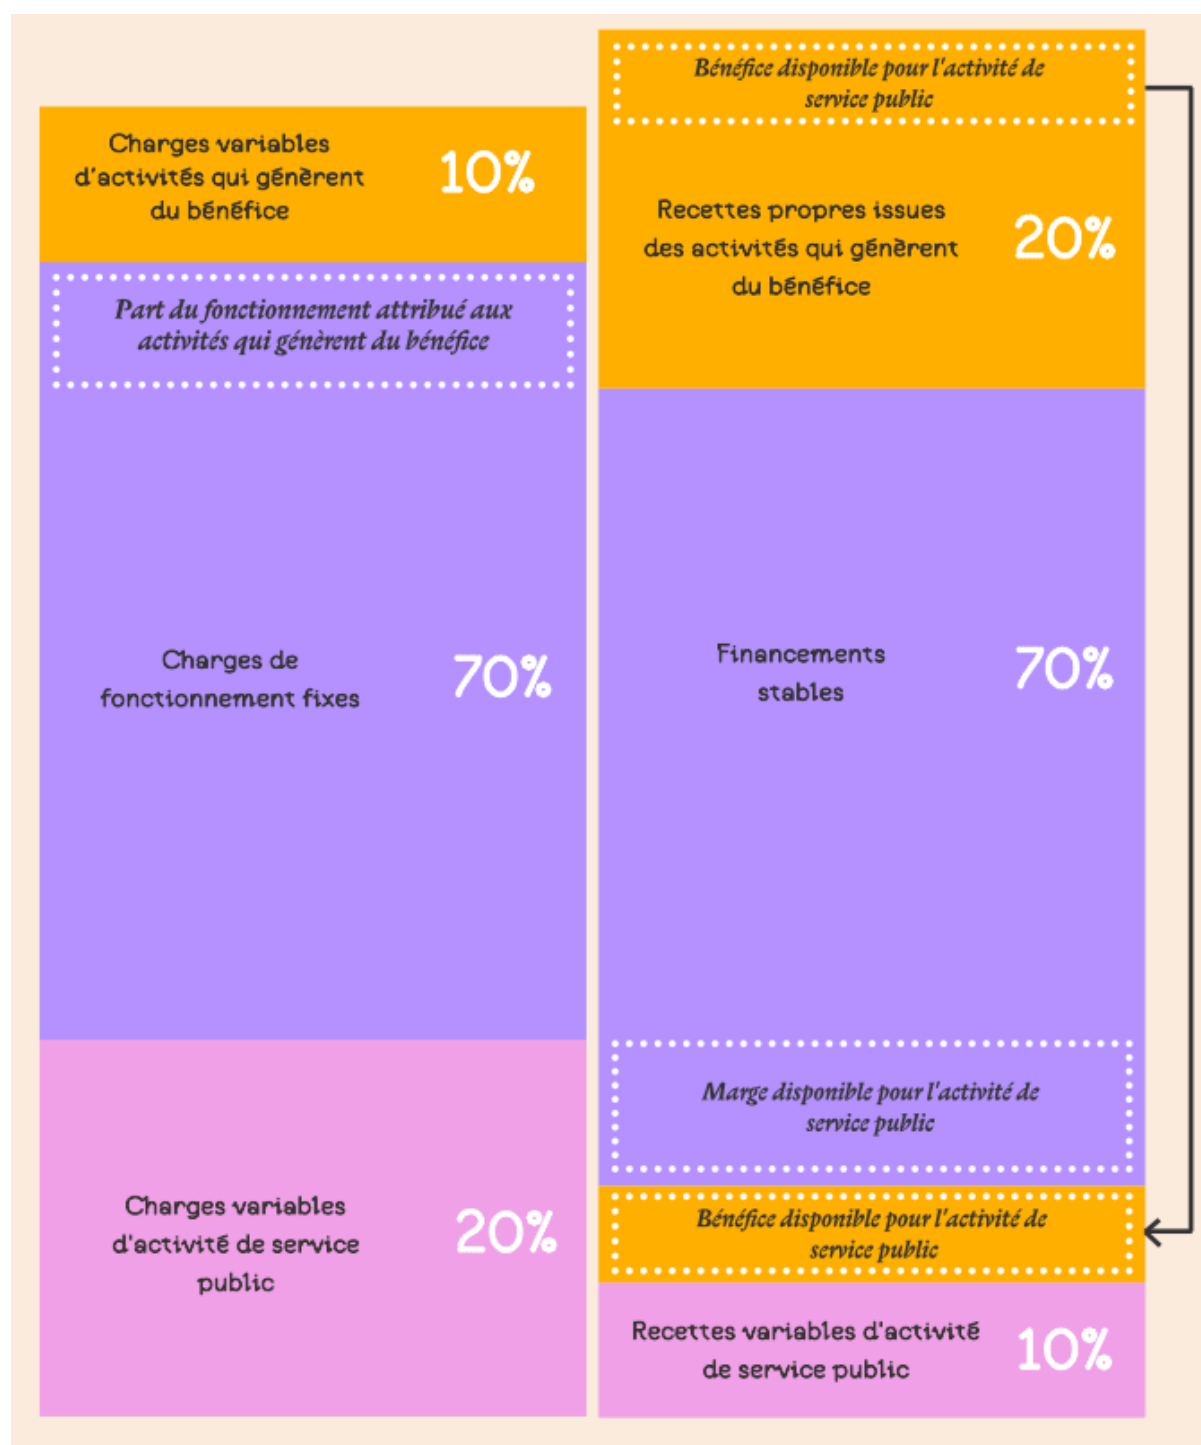 Charges variables
d'activités qui génèrent
du bénéfice
10%
Part du fonctionnement attribué aux
activités qui génèrent du bénéfice
Charges de
fonctionnement fixes
70%
Charges variables
d'activité de service
public
20%
Bénéfice disponible pour l'activité de
service public
Recettes propres issues
des activités qui génèrent
du bénéfice
20%
Financements
stables
70%
Marge disponible pour l'activité de
service public
Bénéfice disponible pour l'activité de
service public
Recettes variables d'activité
de service public
10%